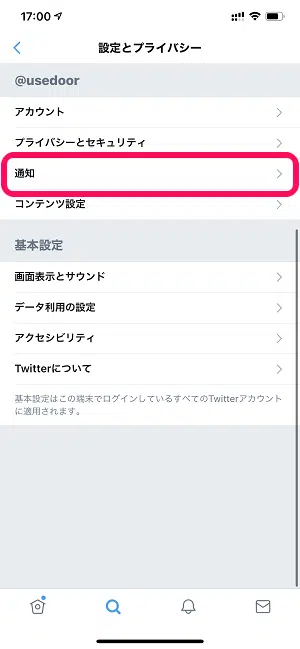 17:00
設定とプライバシー
@usedoor
アカウント
プライバシーとセキュリティ
通知
コンテンツ設定
基本設定
画面表示とサウンド
データ利用の設定
アクセシビリティ
Twitterについて
基本設定はこの端末でログインしているすべてのTwitterアカウント
に適用されます。